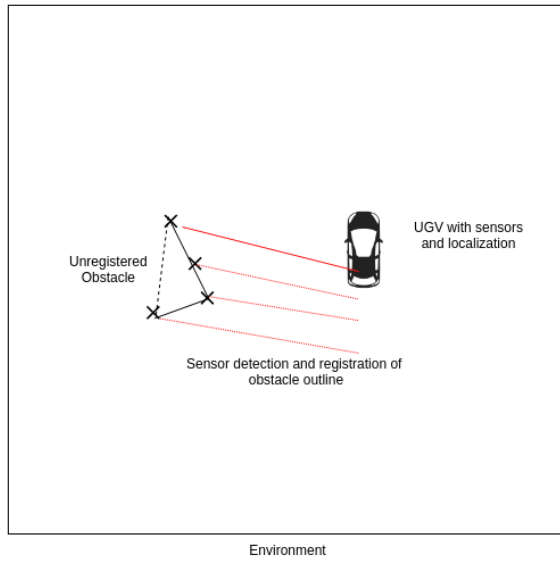 UGV with sensors
and localization
Unregistered
Obstacle
Sensor detection and registration of
obstacle outline
Environment